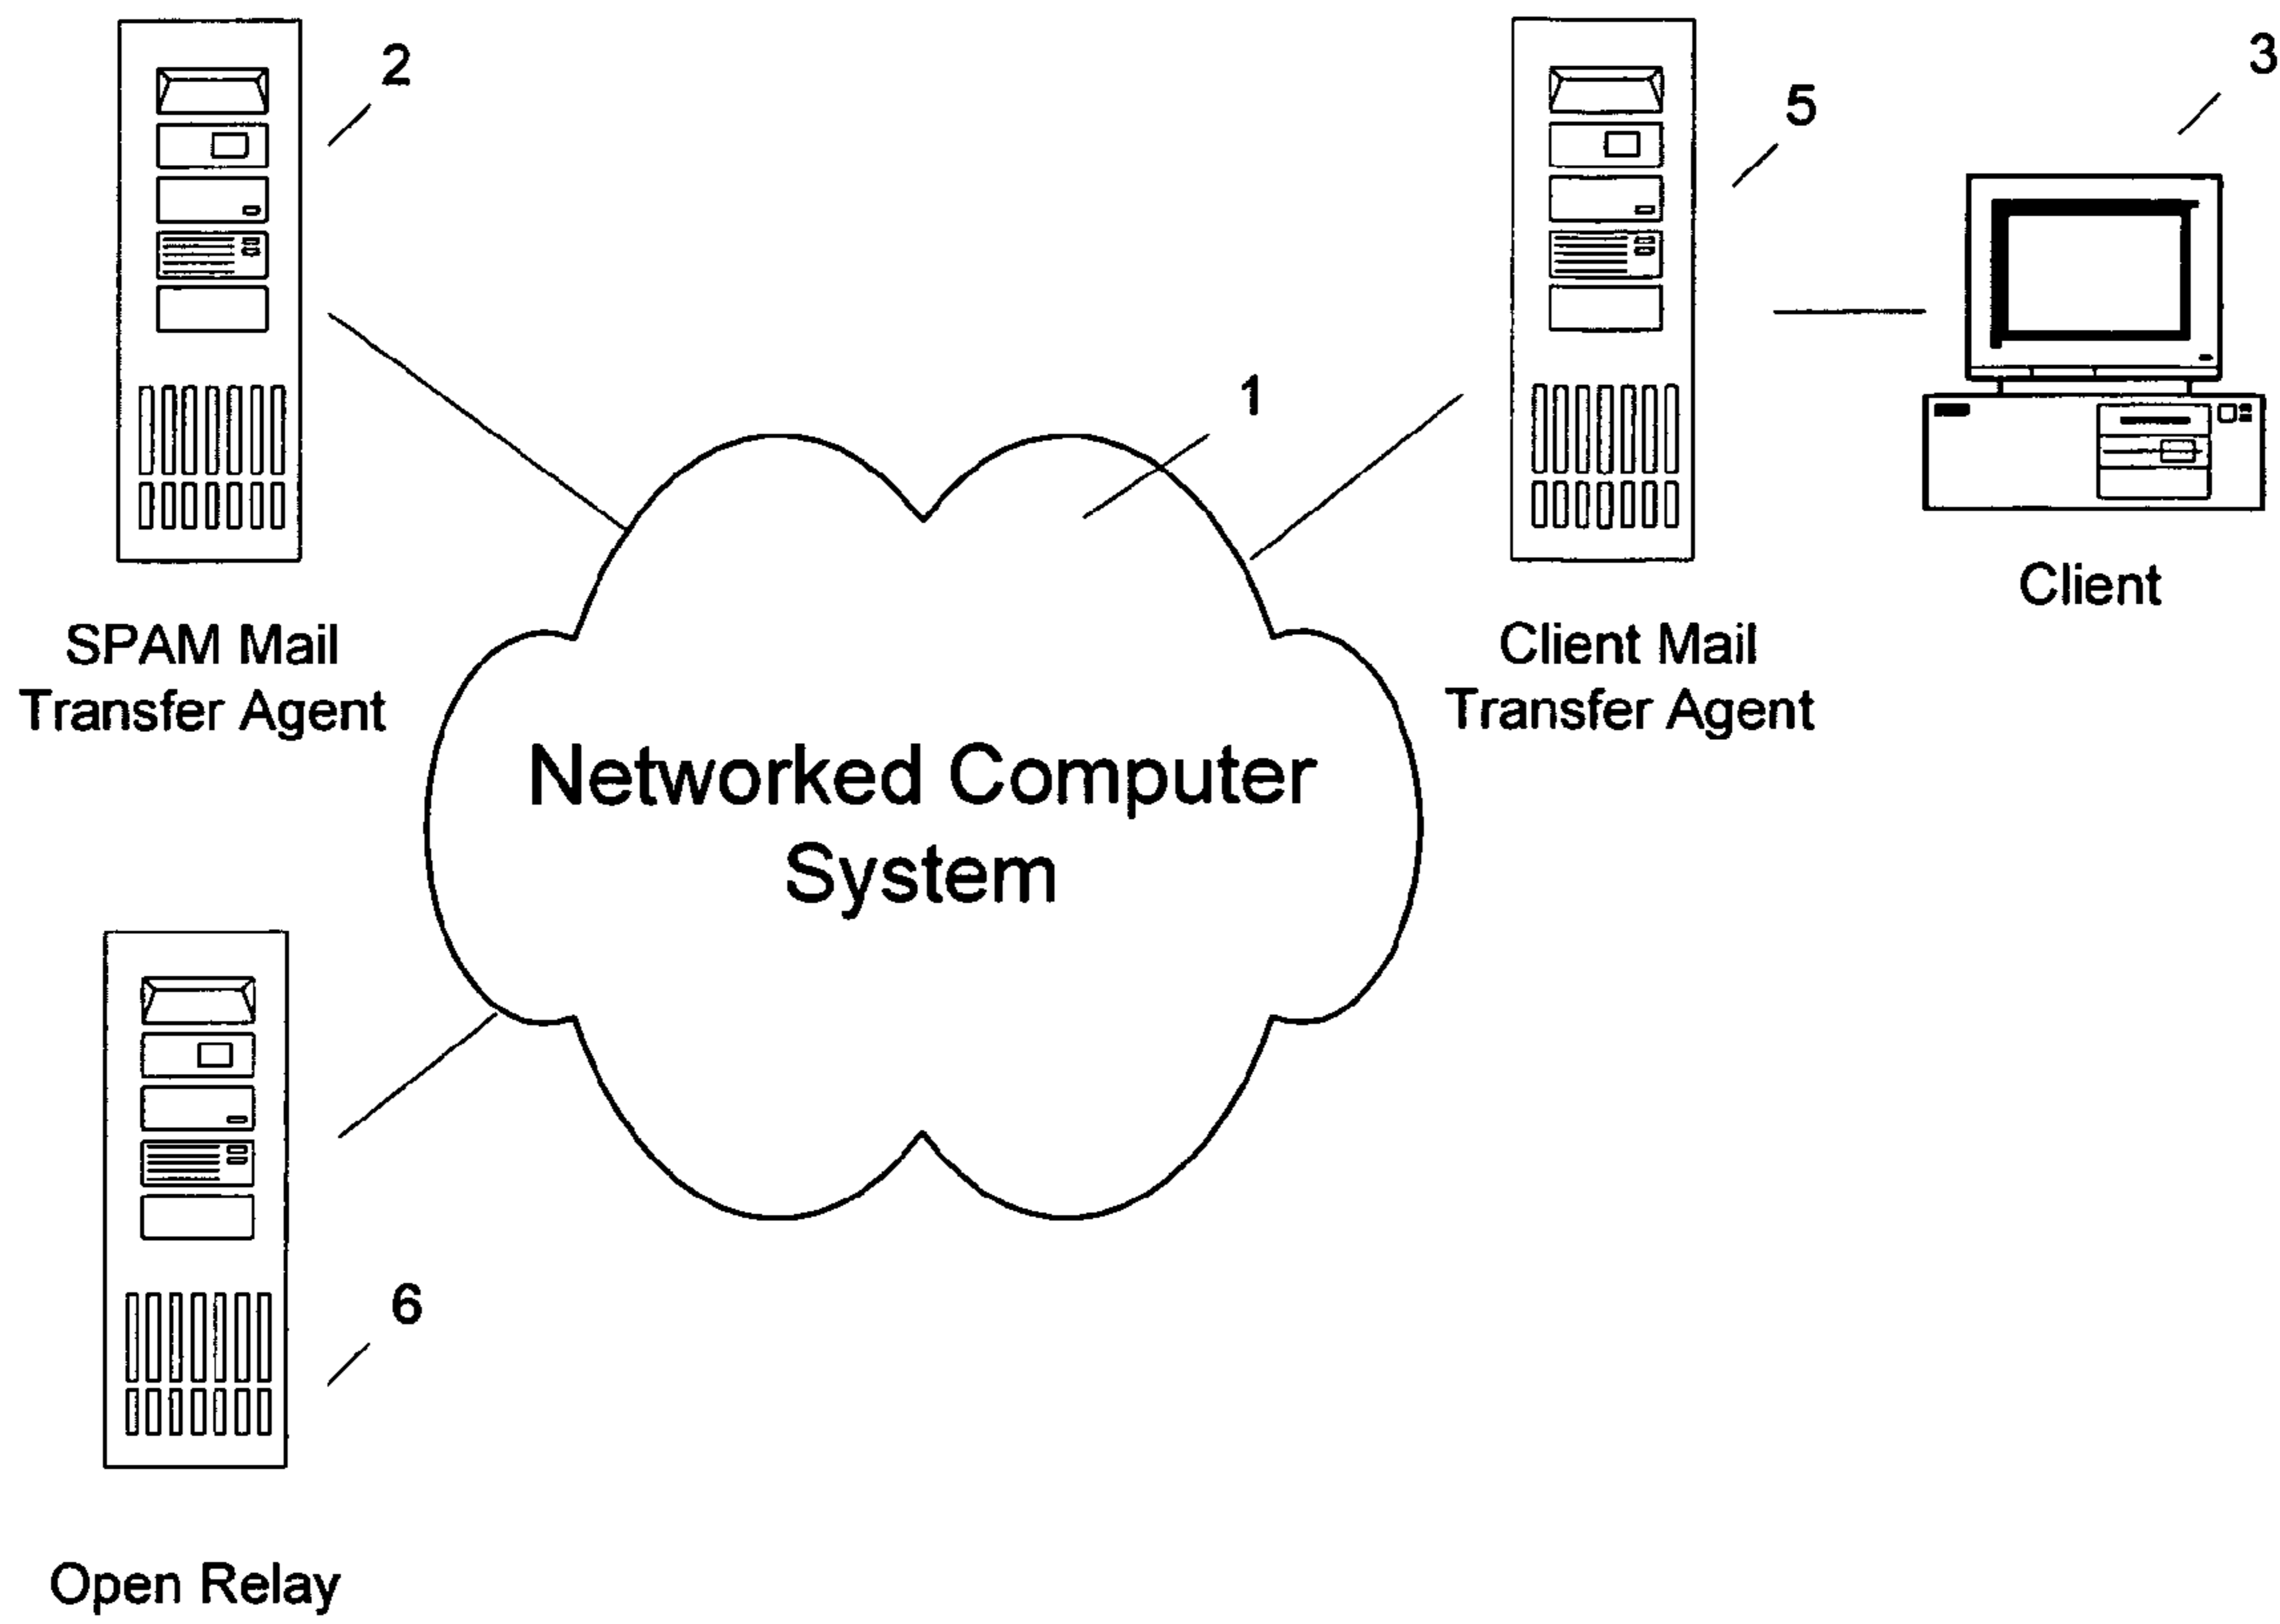 2
3
5
1
Client
SPAM Mail
Transfer Agent
Client Mail
Transfer Agent
Networked Computer
System
6
Open Relay